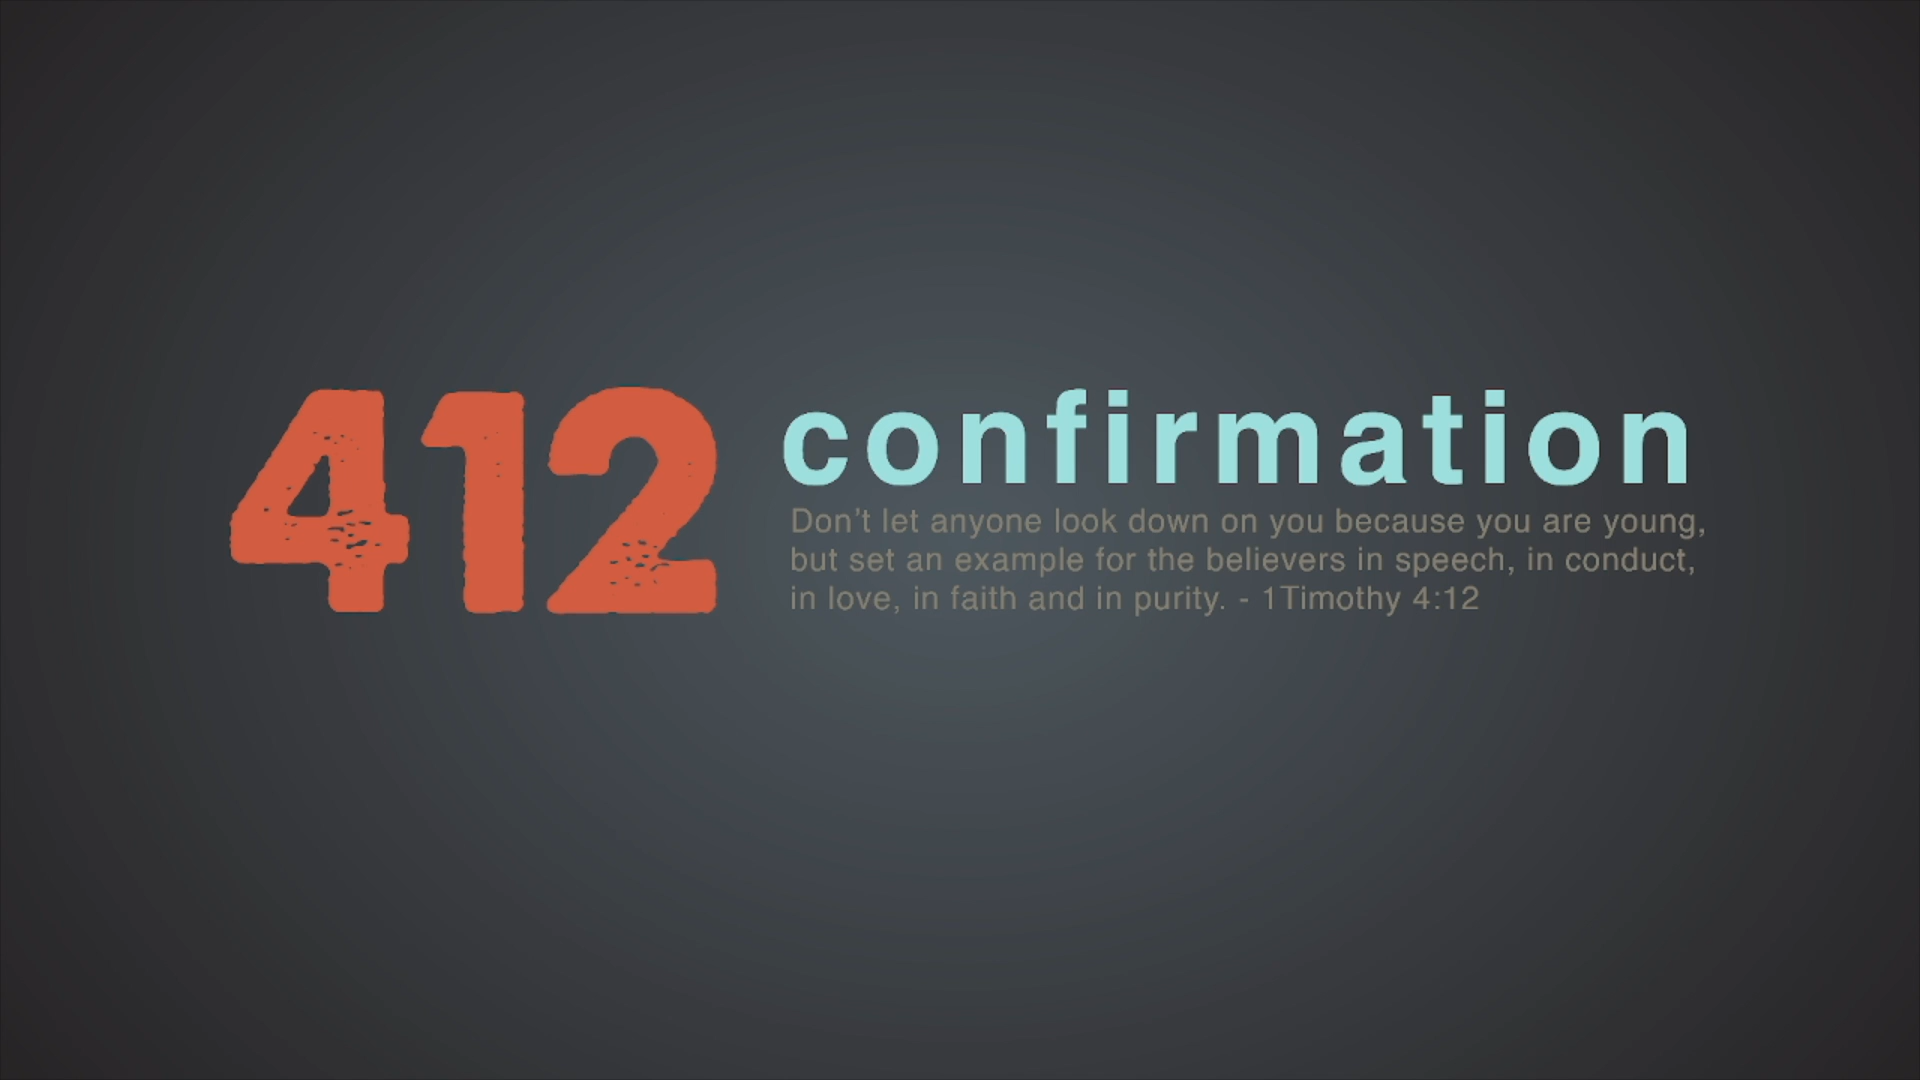 412 confirmation
Don’t let anyone look down on you because you are young,
but set an example for the believers in speech, in conduct,
in love, in faith and in purity. - 1Timothy 4:12